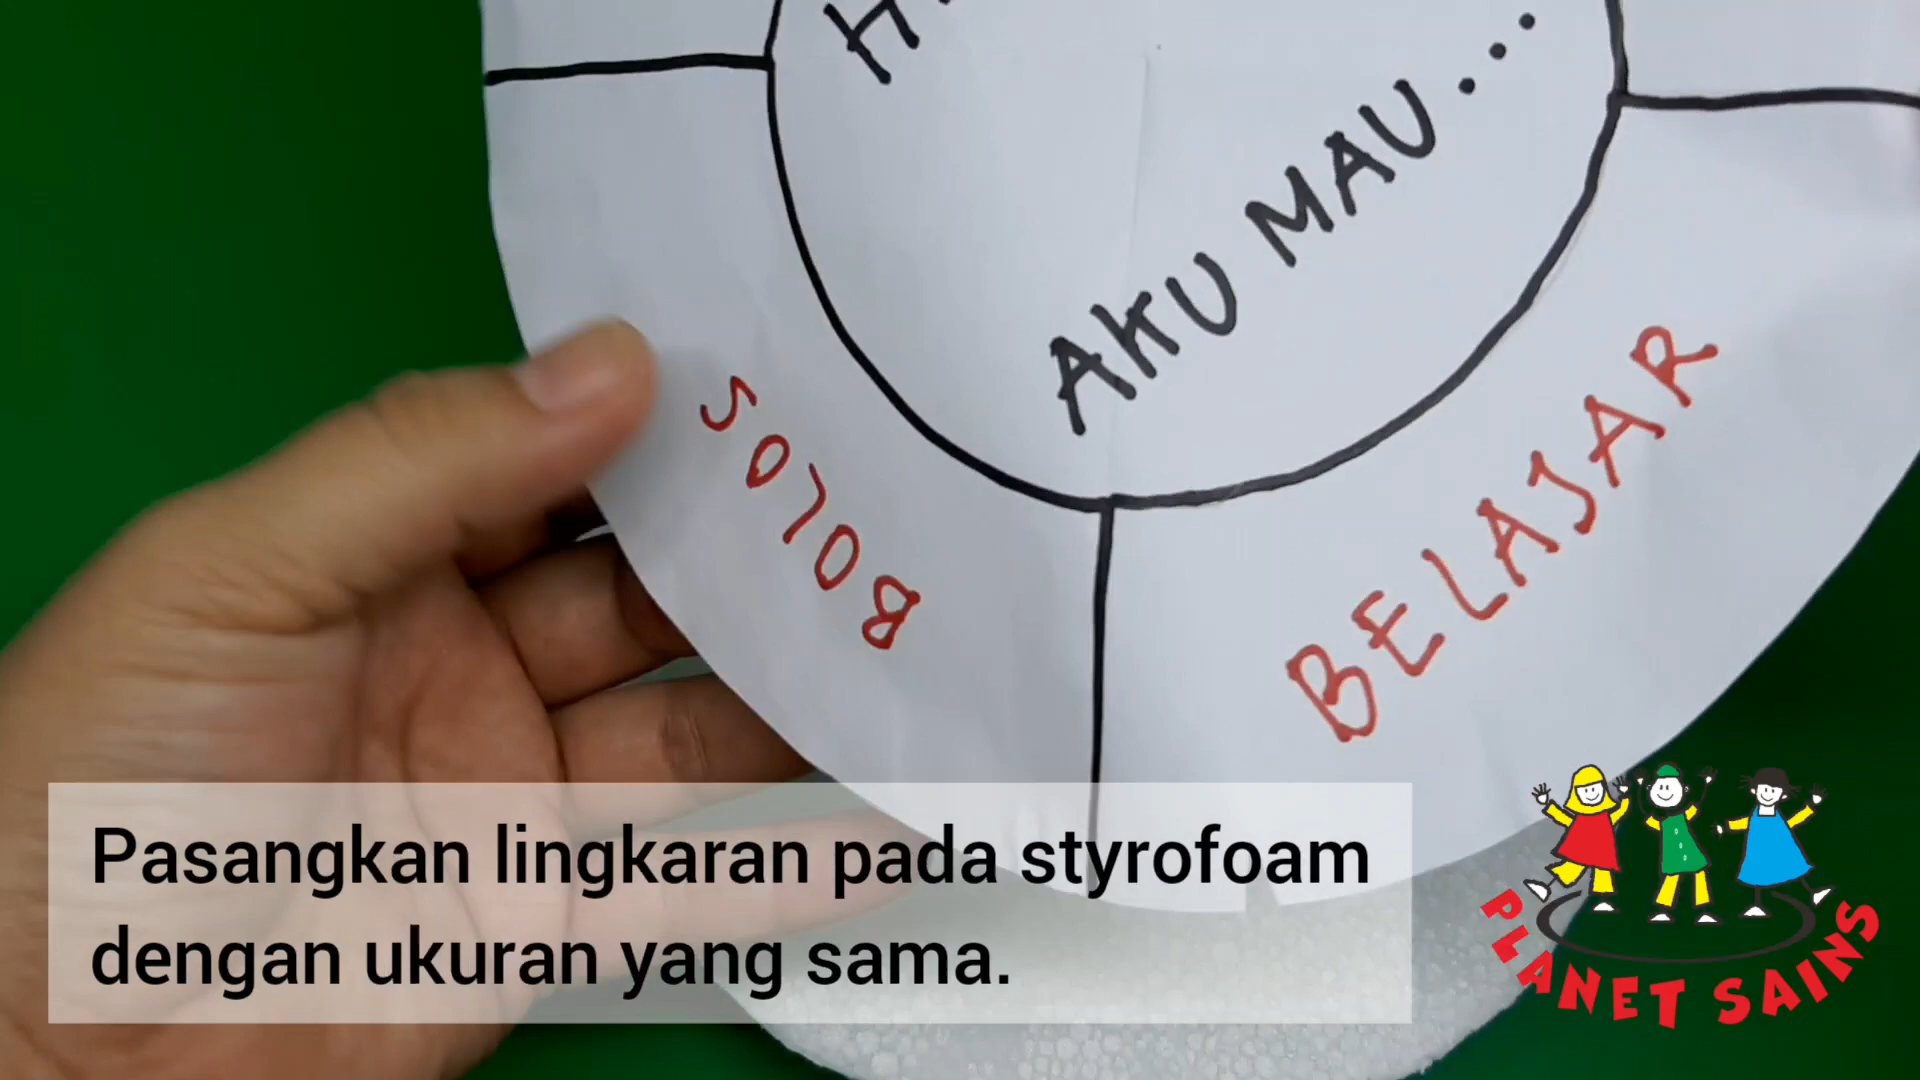 AKU MAU...
BOLOS
BELAJAR
Pasangkan lingkaran pada styrofoam
dengan ukuran yang sama.
PLANET SAINS